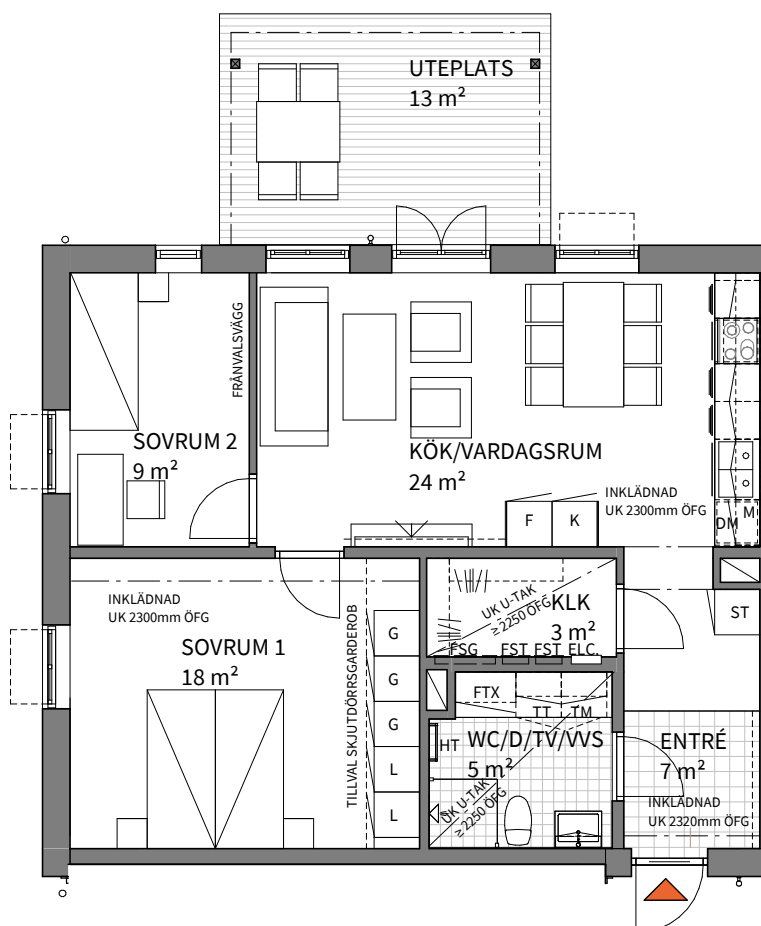 UTEPLATS
13 m²
FRÅNVALSVÄGG
SOVRUM 2
9 m²
KÖK/VARDAGSRUM
24 m²
INKLÄDNAD
UK 2300mm ÖFG
F
K
DM
M
INKLÄDNAD
UK 2300mm ÖFG
SOVRUM 1
18 m²
TILLVAL SKJUTDÖRRSGARDEROB
G
G
G
L
L
UK U-TAK
≥2250 ÖFG
KLK
3 m²
FSG
FST
FST
ELC.
ST
FTX
TT
TM
HT
WC/D/TV/VVS
5 m²
UK U-TAK
≥2250 ÖFG
ENTRÉ
7 m²
INKLÄDNAD
UK 2320mm ÖFG